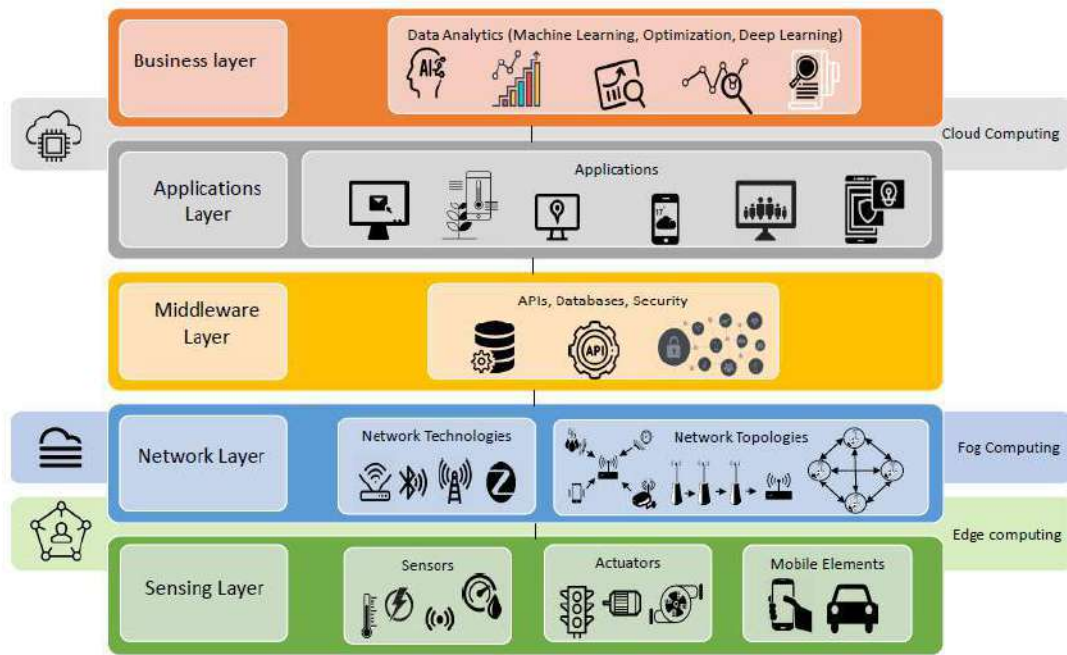 Data Analytics (Machine Learning, Optimization, Deep Learning)
Business layer
AI
Cloud Computing
Applications
Applications
Layer
17°
APIs, Databases, Security
Middleware
Layer
API
Network Technologies
Network Topologies
Network Layer
Fog Computing
Edge computing
Sensors
Actuators
Mobile Elements
Sensing Layer